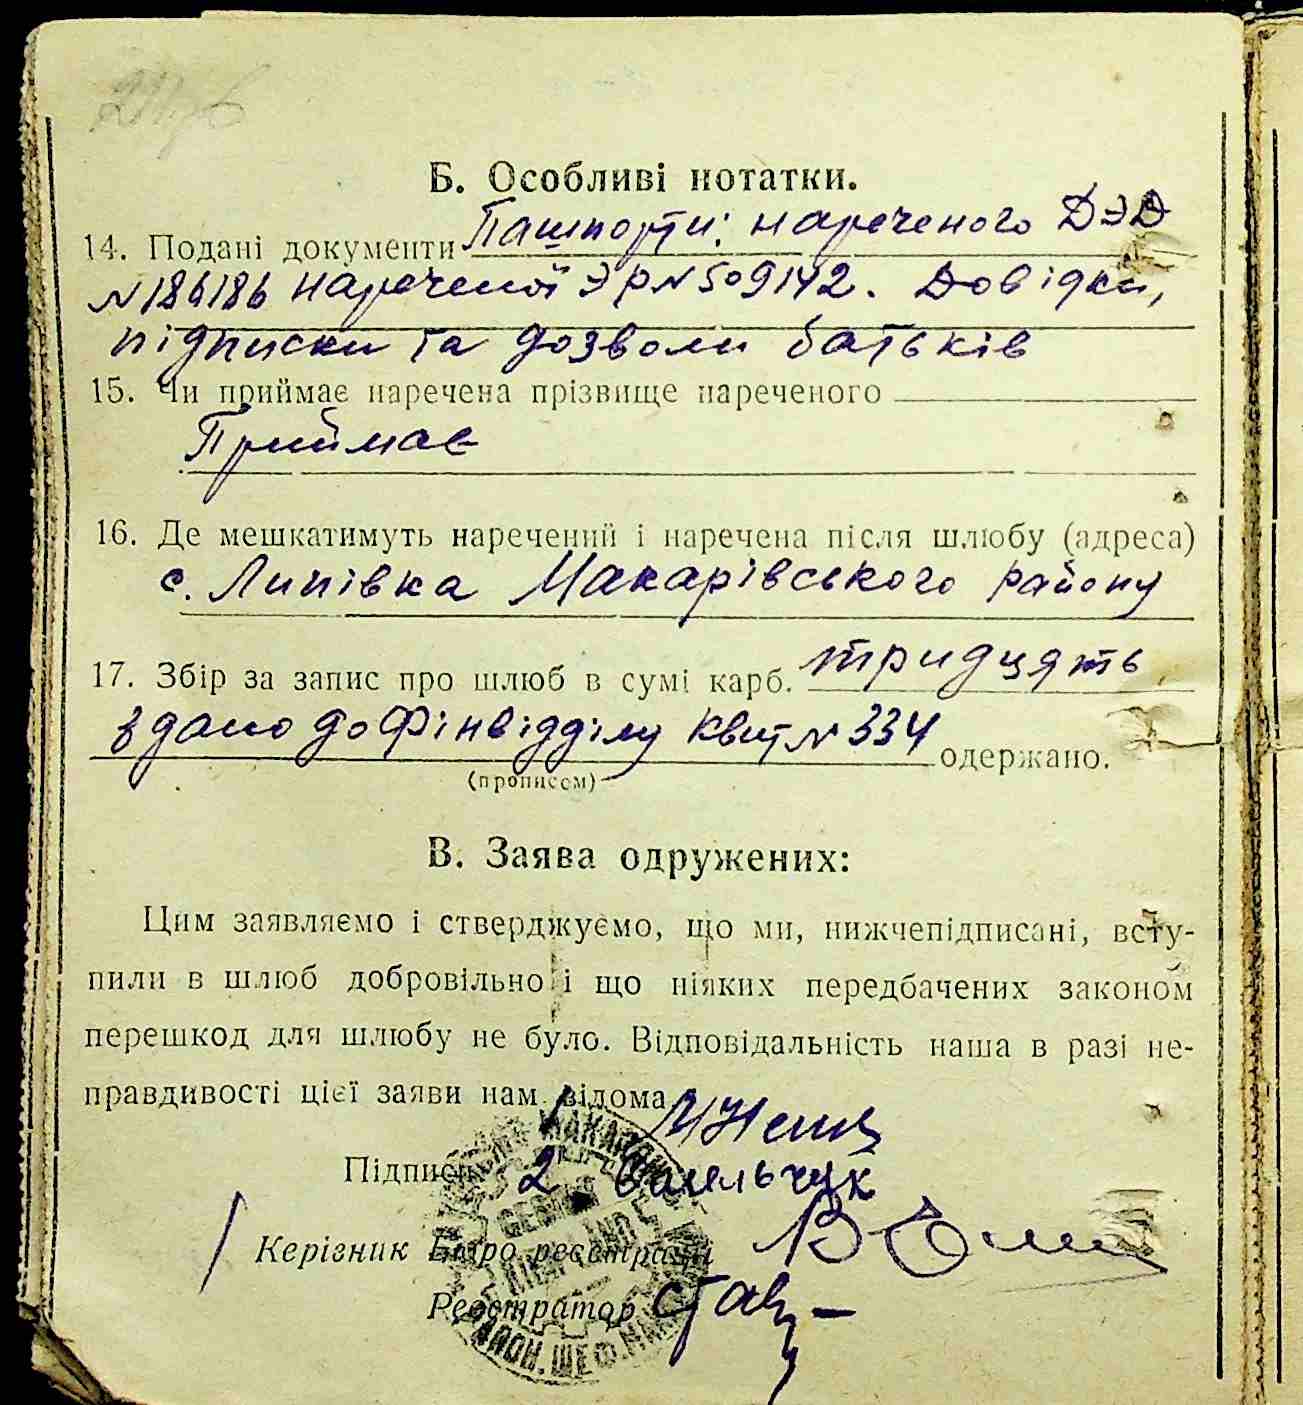 Б. Особливі нотатки.
14. Подані документи Пашпорти: нареченого ДЭД
N 186186 нареченої ЭР N 509142. Довідки,
підписки та дозволи батьків
15. Чи приймає наречена прізвище нареченого
Приймає
16. Де мешкатимуть наречений і наречена після шлюбу (адреса)
с. Липівка Макарівського району
17. Збір за запис про шлюб в сумі карб. тридцять
здано до Фінвідділу квит N 334 одержано.
(прописом)
В. Заява одружених:
Цим заявляємо і стверджуємо, що ми, нижчепідписані, всту-
пили в шлюб добровільно і що ніяких передбачених законом
перешкод для шлюбу не було. Відповідальність наша в разі не-
правдивості цієї заяви нам відома
1
Підписи 2
Керівник Бюро реєстрації
Реєстратор